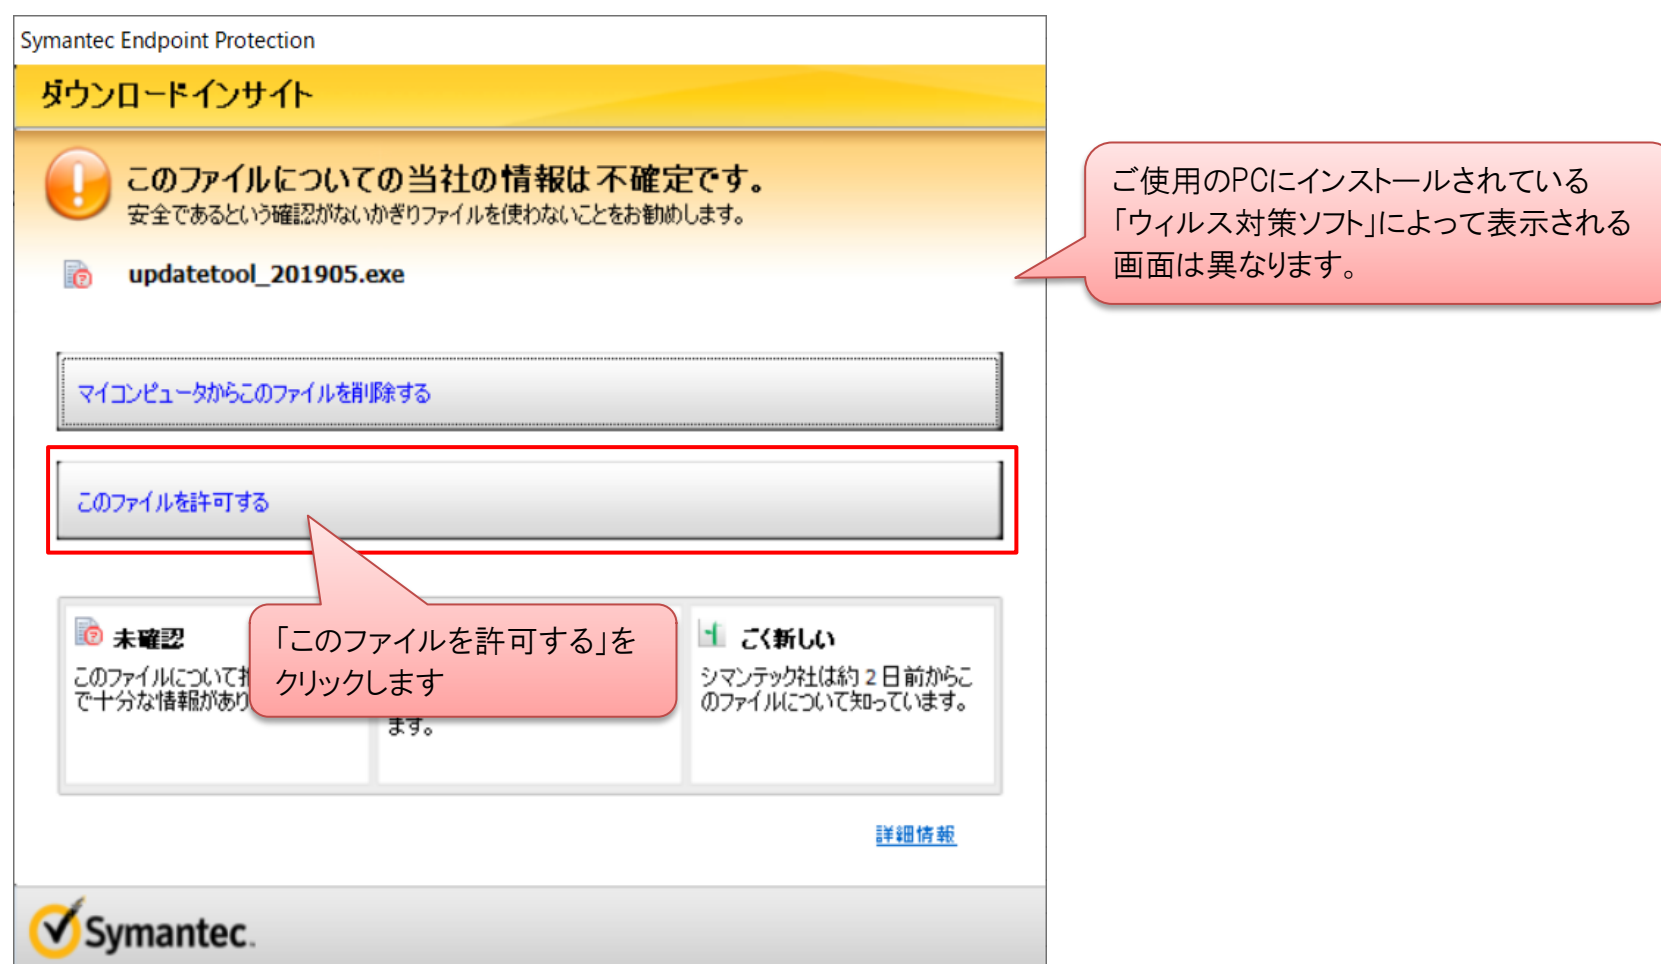 Symantec Endpoint Protection
ダウンロードインサイト
このファイルについての当社の情報は不確定です。
安全であるという確認がないかぎりファイルを使わないことをお勧めします。
updatetool_201905.exe
ご使用のPCにインストールされている
「ウィルス対策ソフト」によって表示される
画面は異なります。
マイコンピュータからこのファイルを削除する
このファイルを許可する
「このファイルを許可する」を
クリックします
未確認
このファイルについて
で十分な情報があり
ます。
ごく新しい
シマンテック社は約 2 日前からこ
のファイルについて知っています。
詳細情報
Symantec.